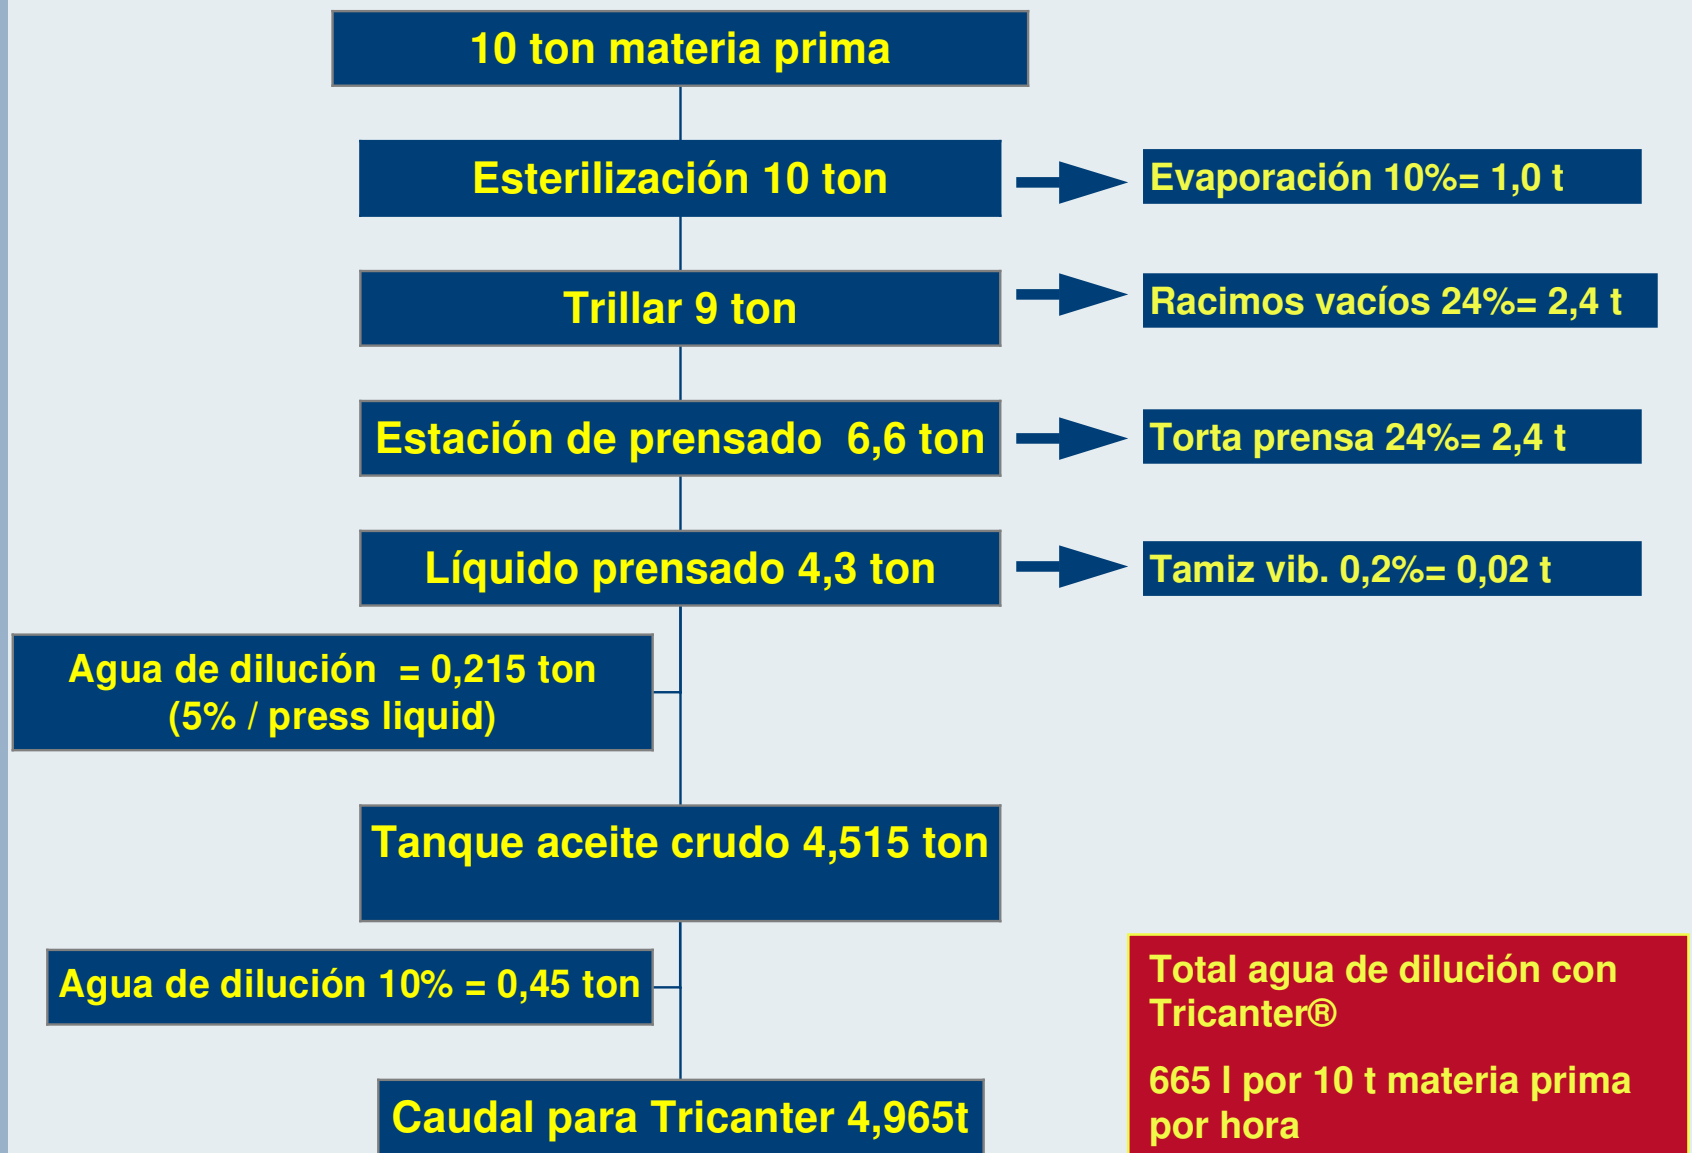 10 ton materia prima
Esterilización 10 ton
Evaporación 10%= 1,0 t
Trillar 9 ton
Racimos vacíos 24%= 2,4 t
Estación de prensado  6,6 ton
Torta prensa 24%= 2,4 t
Líquido prensado 4,3 ton
Tamiz vib. 0,2%= 0,02 t
Agua de dilución  = 0,215 ton
(5% / press liquid)
Tanque aceite crudo 4,515 ton
Agua de dilución 10% = 0,45 ton
Caudal para Tricanter 4,965t
Total agua de dilución con
Tricanter®
665 l por 10 t materia prima
por hora